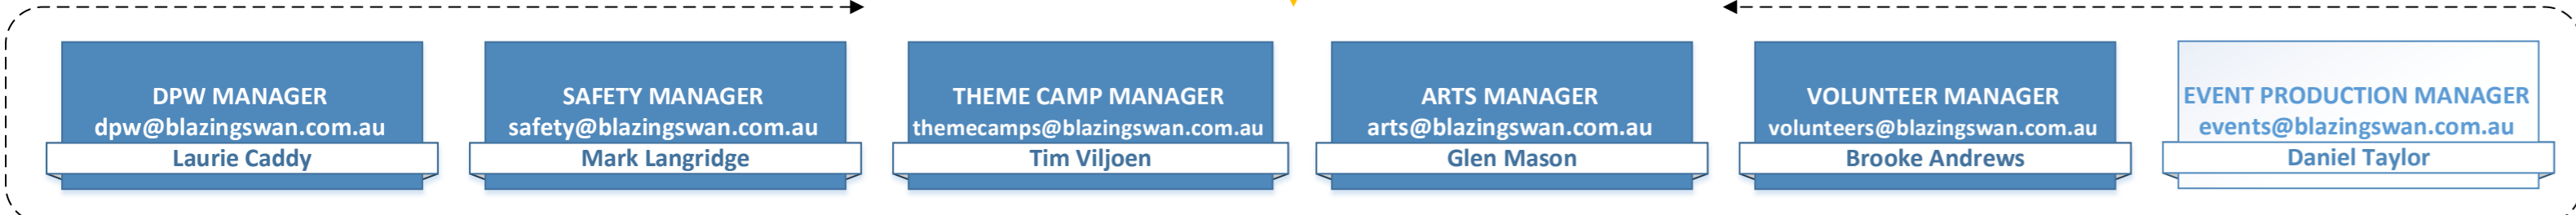 DPW MANAGER
dpw@blazingswan.com.au
Laurie Caddy
SAFETY MANAGER
safety@blazingswan.com.au
Mark Langridge
THEME CAMP MANAGER
themecamps@blazingswan.com.au
Tim Viljoen
ARTS MANAGER
arts@blazingswan.com.au
Glen Mason
VOLUNTEER MANAGER
volunteers@blazingswan.com.au
Brooke Andrews
EVENT PRODUCTION MANAGER
events@blazingswan.com.au
Daniel Taylor